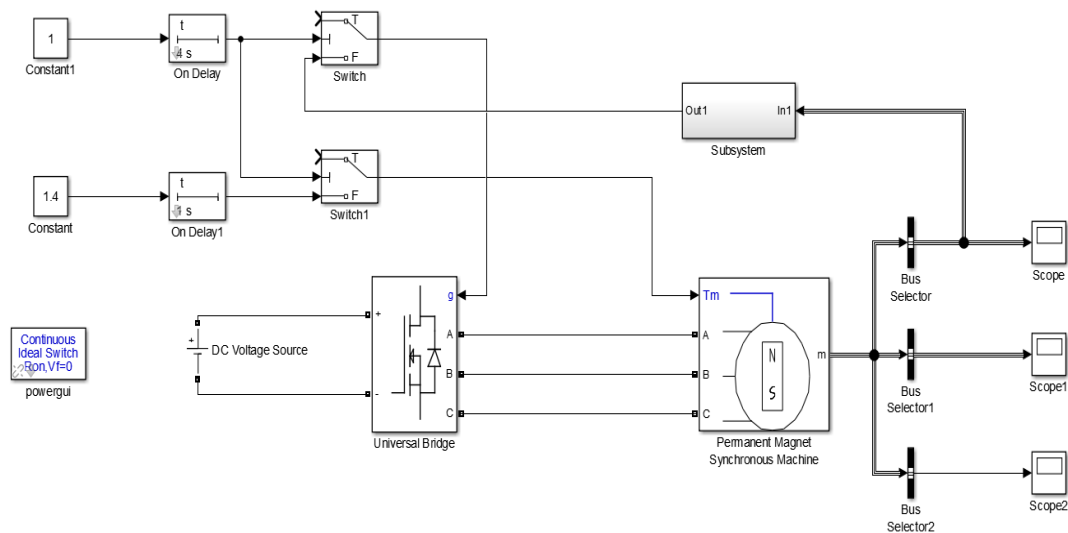 1
Constant1
t
4 s
On Delay
T
F
Switch
Out1
In1
Subsystem
1.4
Constant
t
s
On Delay1
T
F
Switch1
Bus
Selector
Scope
Continuous
Ideal Switch
Ron,Vf=0
powergui
+
-
DC Voltage Source
+
-
g
A
B
C
Universal Bridge
Tm
A
B
C
N
S
m
Permanent Magnet
Synchronous Machine
Bus
Selector1
Scope1
Bus
Selector2
Scope2